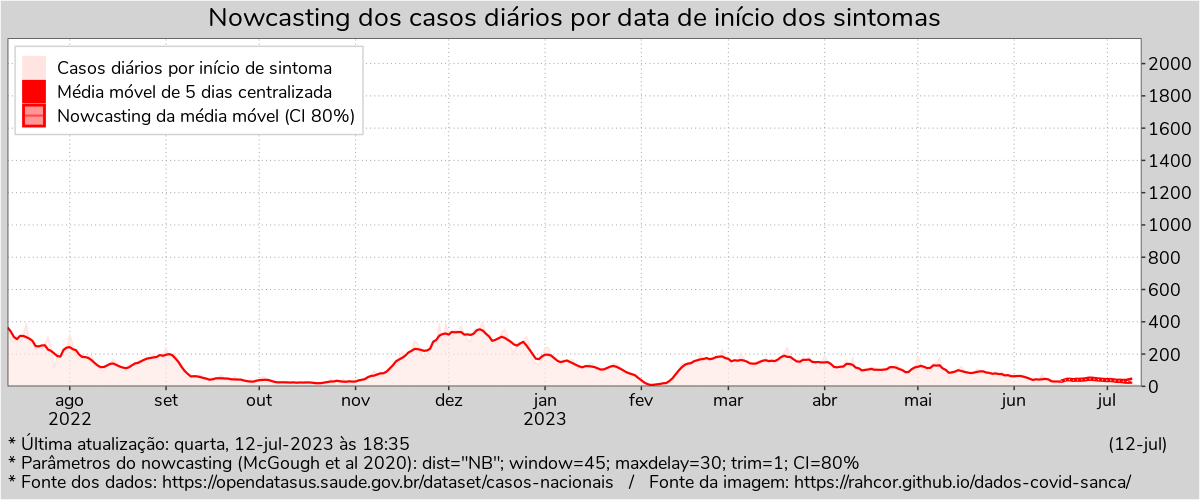 Nowcasting dos casos diários por data de início dos sintomas
Casos diários por início de sintoma
Média móvel de 5 dias centralizada
Nowcasting da média móvel (CI 80%)
2000
1800
1600
1400
1200
1000
800
600
400
200
0
ago set out nov dez jan fev mar abr mai jun jul
2022 2023
* Última atualização: quarta, 12-jul-2023 às 18:35 (12-jul)
* Parâmetros do nowcasting (McGough et al 2020): dist="NB"; window=45; maxdelay=30; trim=1; CI=80%
* Fonte dos dados: https://opendatasus.saude.gov.br/dataset/casos-nacionais / Fonte da imagem: https://rahcor.github.io/dados-covid-sanca/